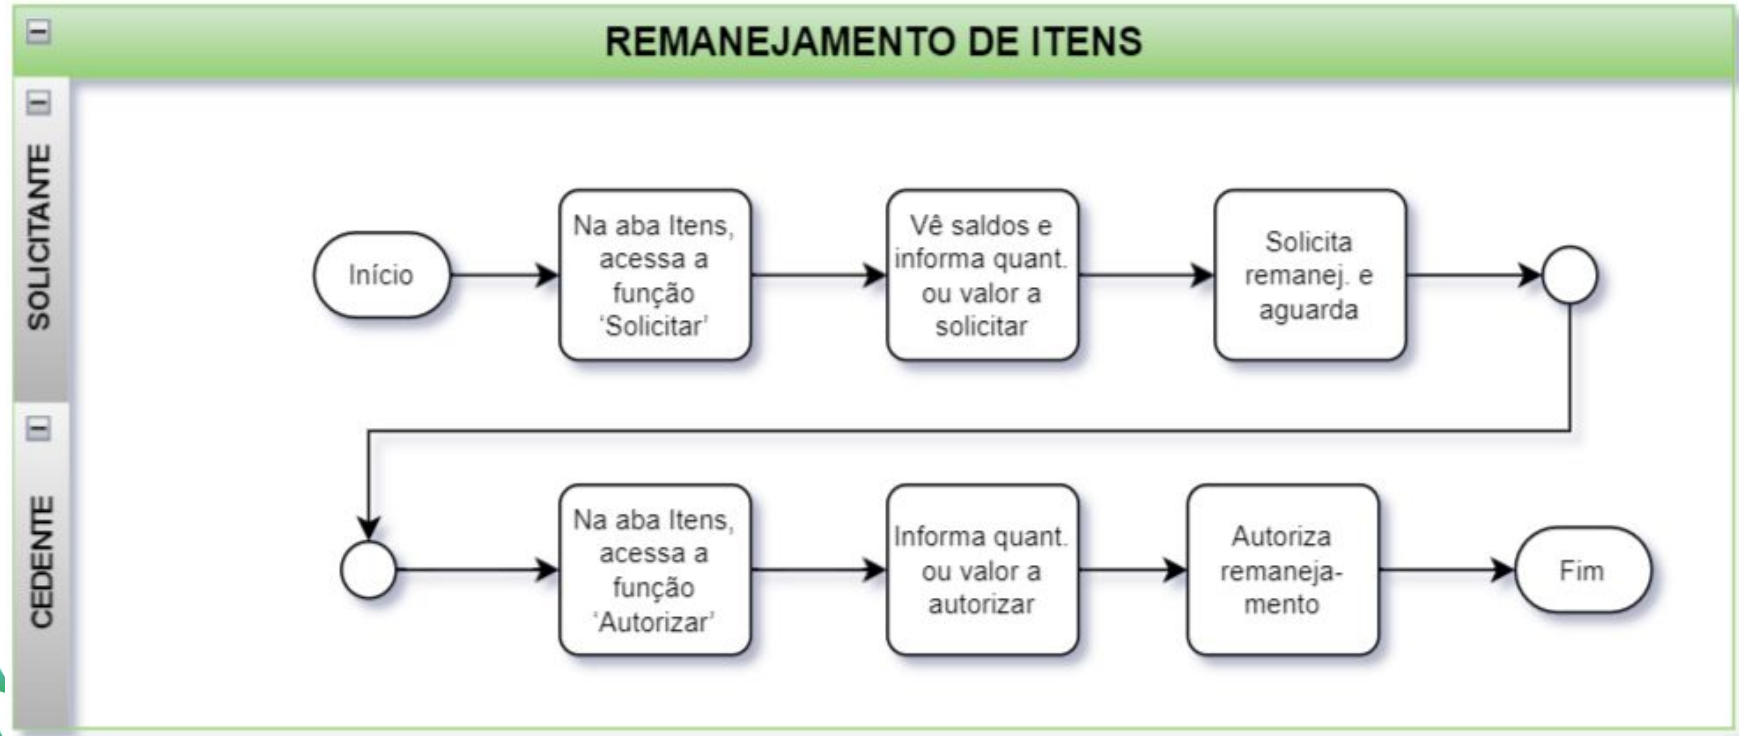 REMANEJAMENTO DE ITENS
SOLICITANTE
Início
Na aba Itens,
acessa a
função
‘Solicitar’
Vê saldos e
informa quant.
ou valor a
solicitar
Solicita
remanej. e
aguarda
CEDENTE
Na aba Itens,
acessa a
função
‘Autorizar’
Informa quant.
ou valor a
autorizar
Autoriza
remaneja-
mento
Fim